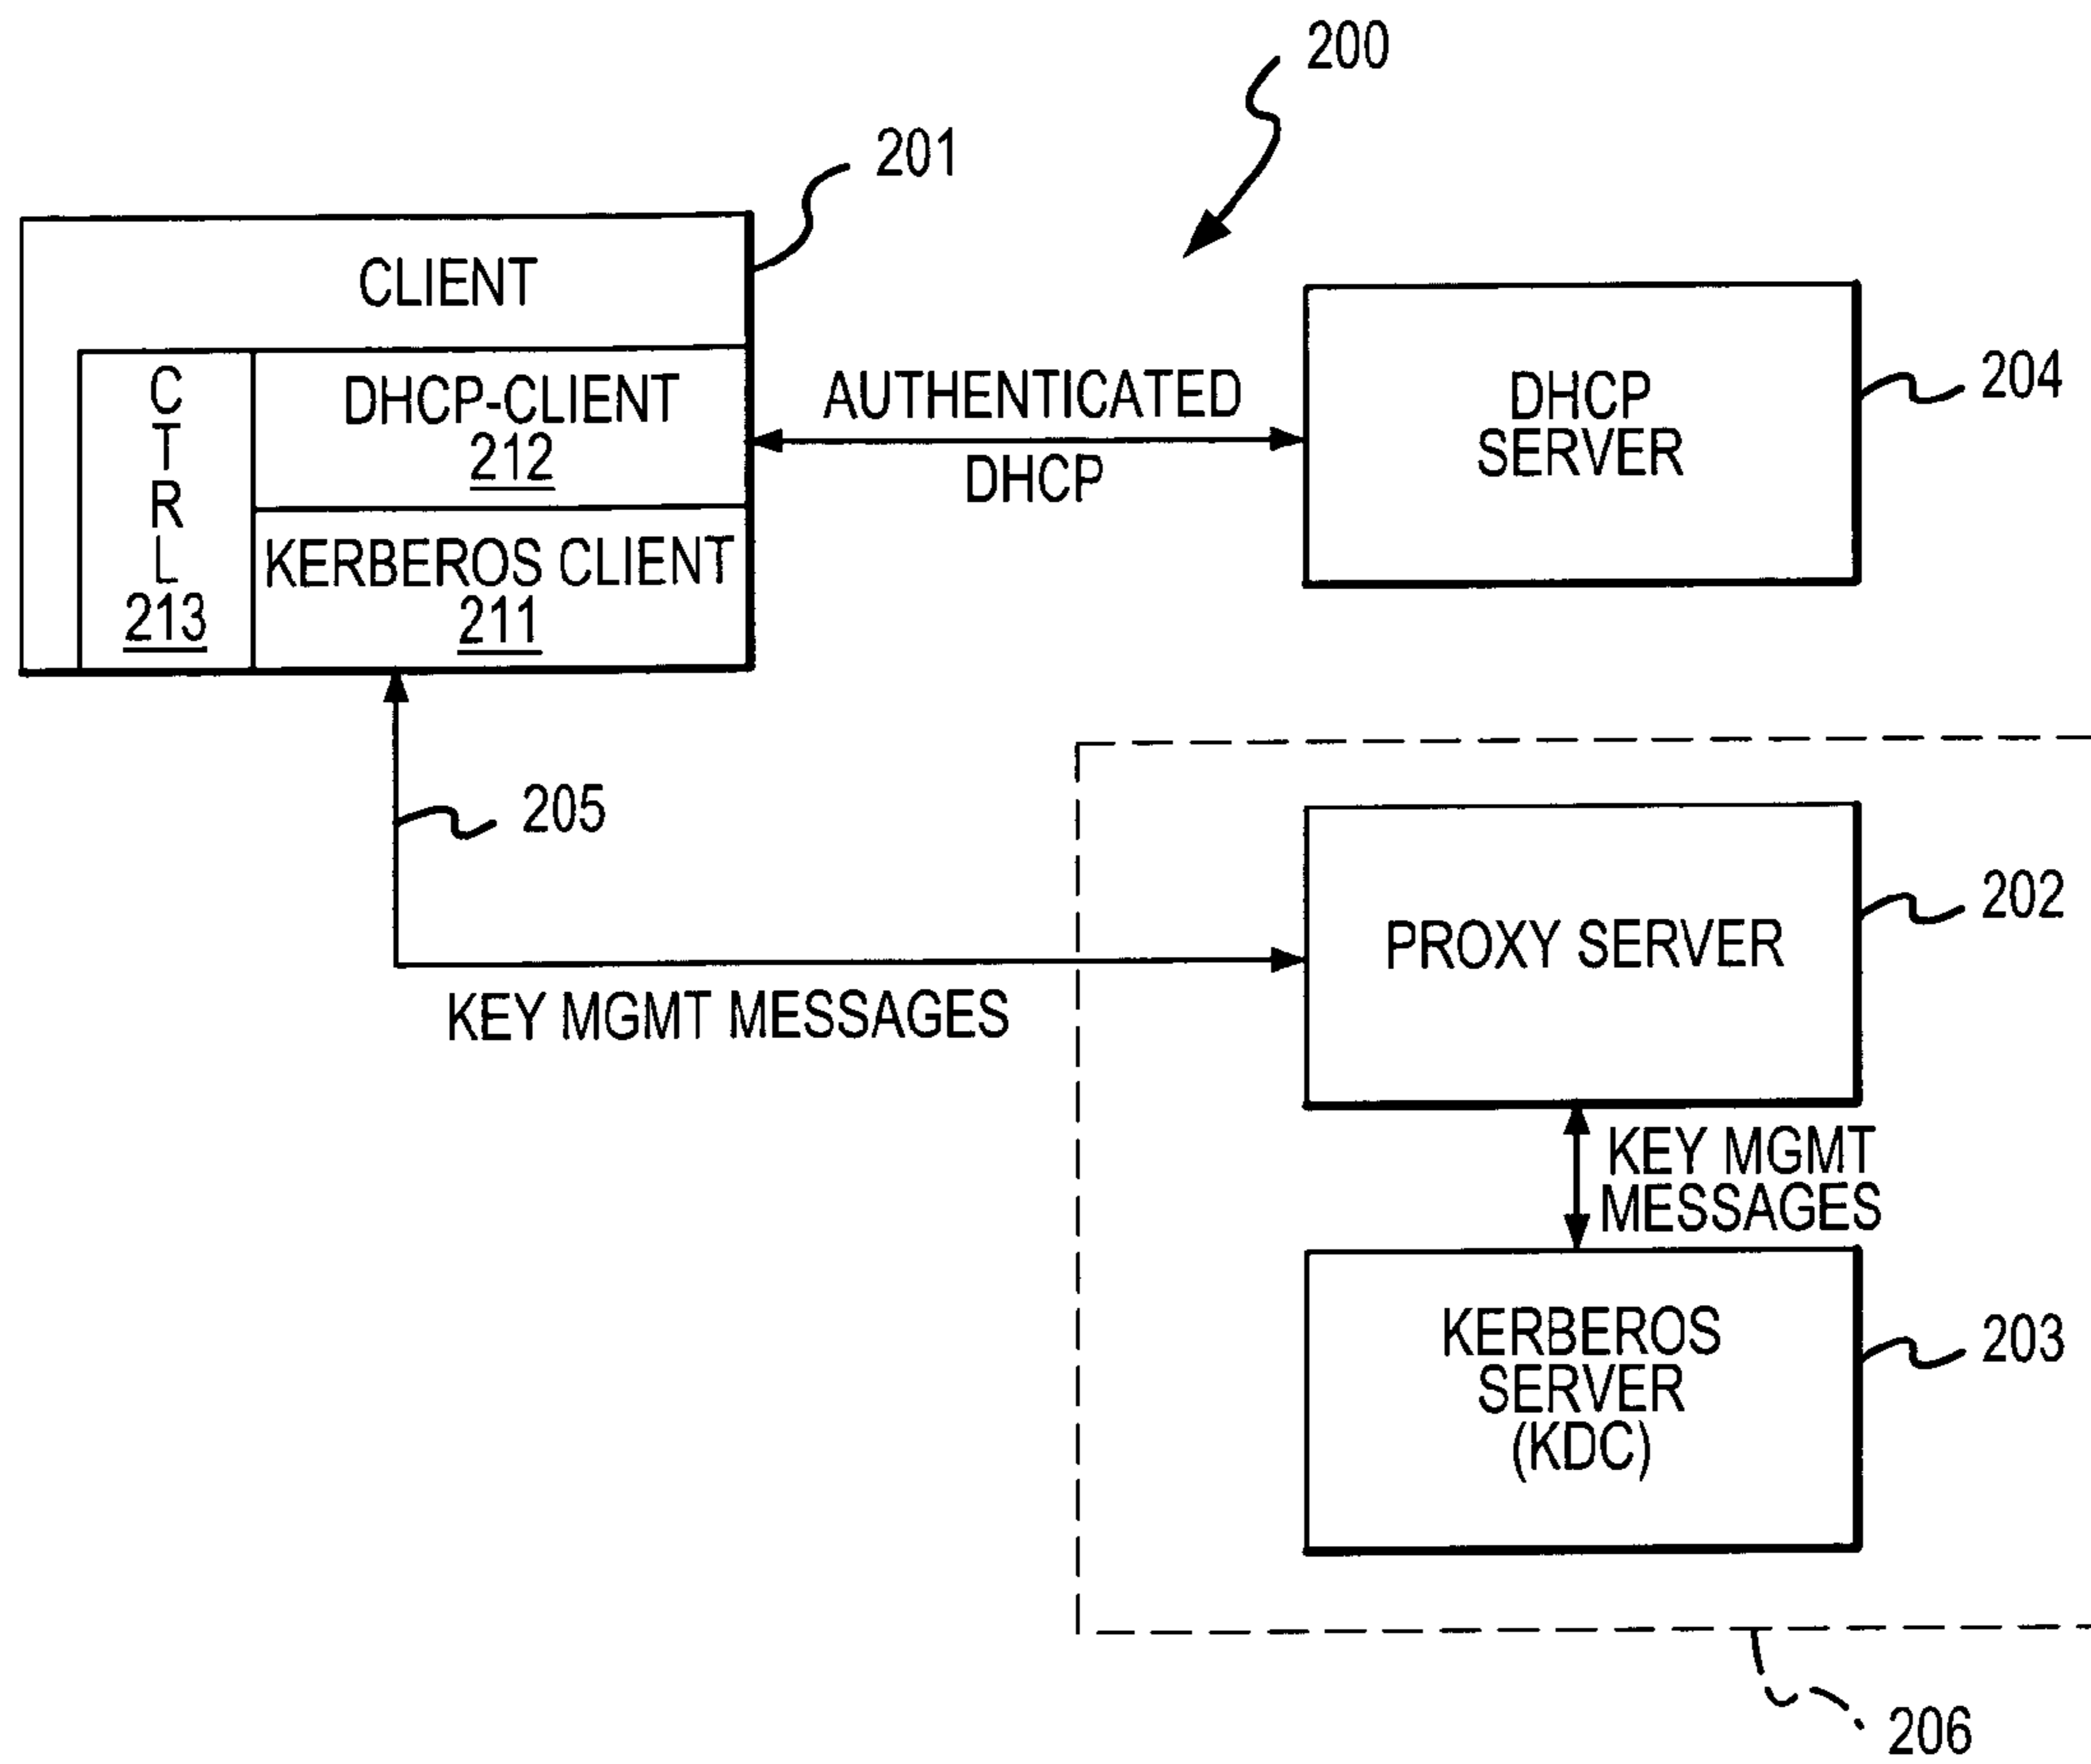 200
201
CLIENT
CTRL
213
DHCP-CLIENT
212
KERBEROS CLIENT
211
AUTHENTICATED
DHCP
DHCP
SERVER
204
205
KEY MGMT MESSAGES
PROXY SERVER
202
KEY MGMT
MESSAGES
KERBEROS
SERVER
(KDC)
203
206